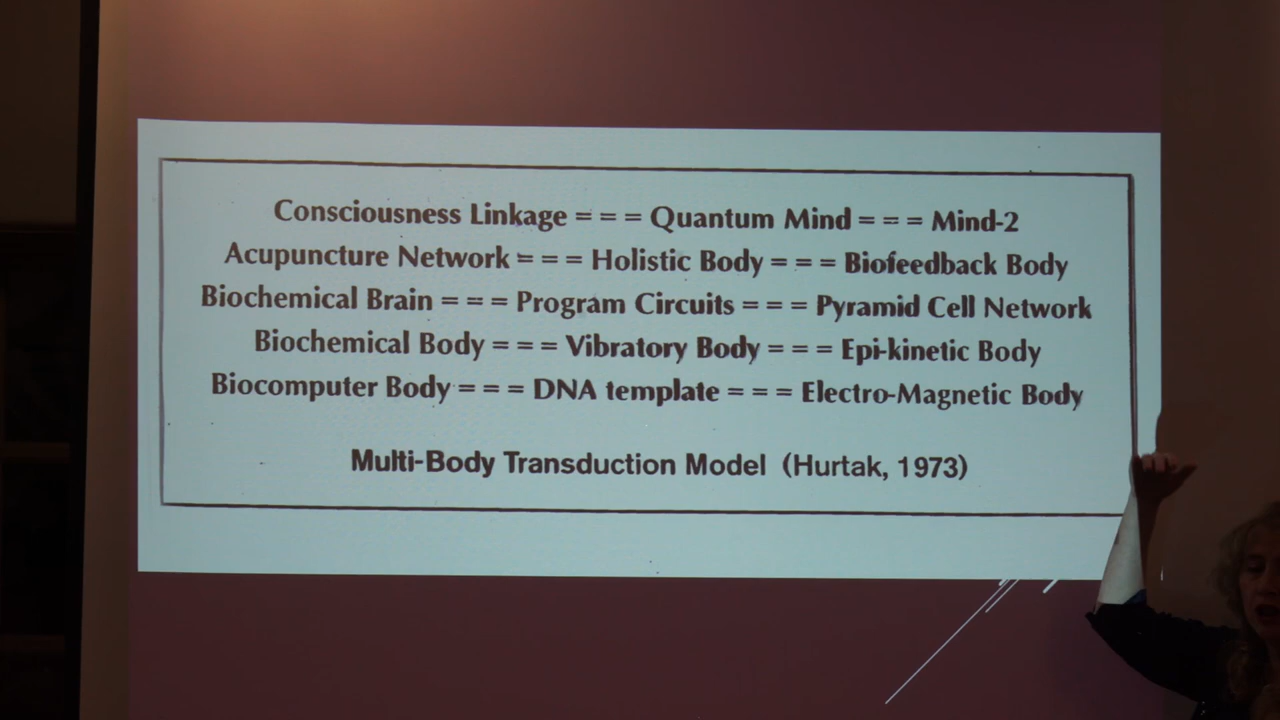 Consciousness Linkage = = = Quantum Mind = = = Mind-2
Acupuncture Network = = = Holistic Body = = = Biofeedback Body
Biochemical Brain = = = Program Circuits = = = Pyramid Cell Network
Biochemical Body = = = Vibratory Body = = = Epi-kinetic Body
Biocomputer Body = = = DNA template = = = Electro-Magnetic Body
Multi-Body Transduction Model (Hurtak, 1973)